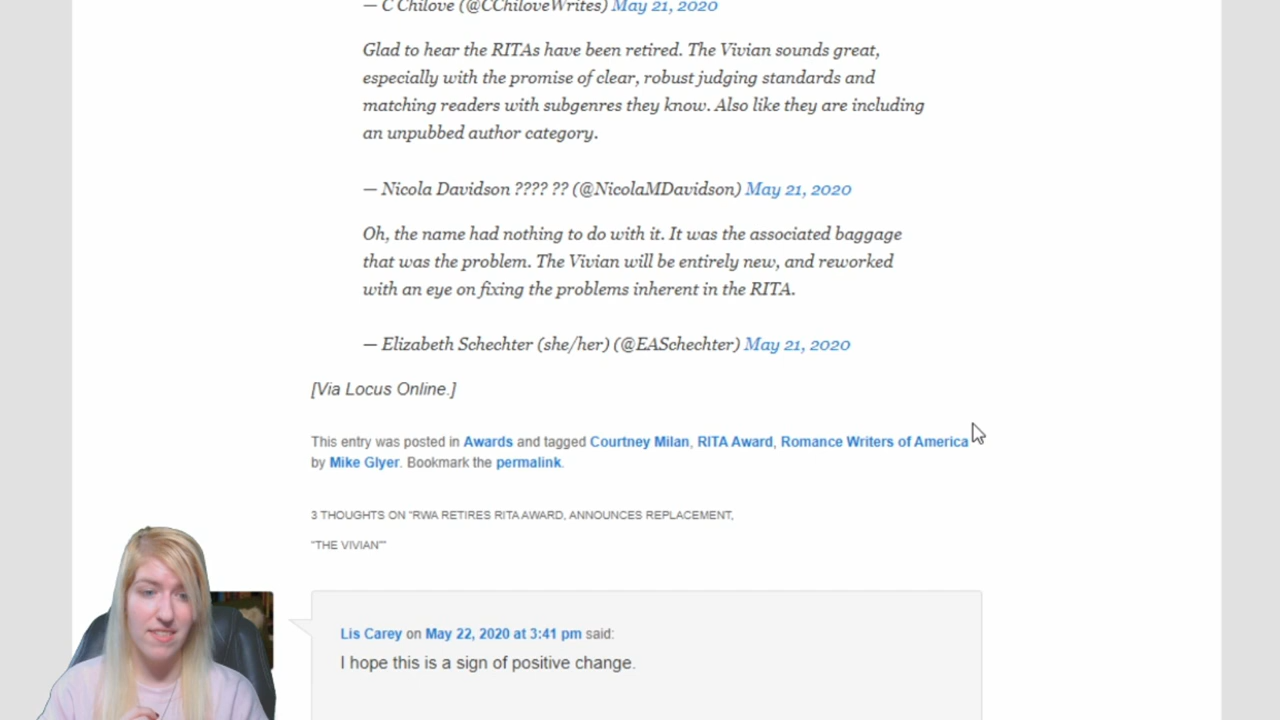 — C Chilove (@CChiloveWrites) May 21, 2020
Glad to hear the RITAs have been retired. The Vivian sounds great,
especially with the promise of clear, robust judging standards and
matching readers with subgenres they know. Also like they are including
an unpubbed author category.
— Nicola Davidson ???? ?? (@NicolaMDavidson) May 21, 2020
Oh, the name had nothing to do with it. It was the associated baggage
that was the problem. The Vivian will be entirely new, and reworked
with an eye on fixing the problems inherent in the RITA.
— Elizabeth Schechter (she/her) (@EASchechter) May 21, 2020
[Via Locus Online.]
This entry was posted in Awards and tagged Courtney Milan, RITA Award, Romance Writers of America
by Mike Glyer. Bookmark the permalink.
3 THOUGHTS ON “RWA RETIRES RITA AWARD, ANNOUNCES REPLACEMENT,
“THE VIVIAN””
Lis Carey on May 22, 2020 at 3:41 pm said:
I hope this is a sign of positive change.